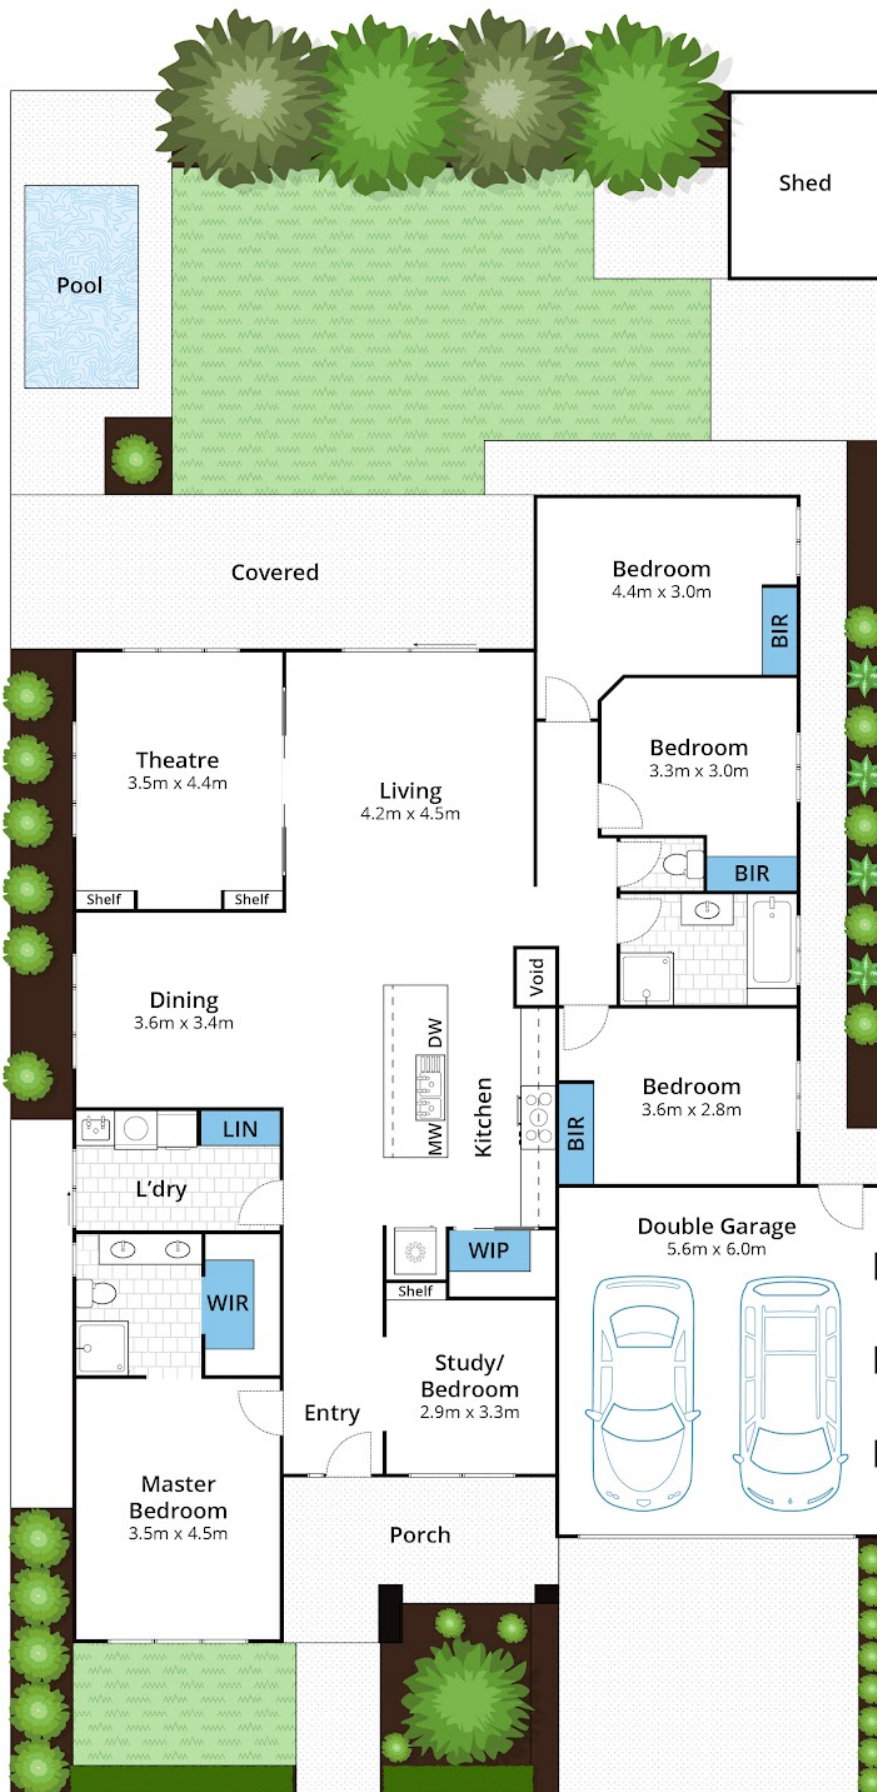 Shed
Pool
Covered
Bedroom
4.4m x 3.0m
BIR
Bedroom
3.3m x 3.0m
BIR
Theatre
3.5m x 4.4m
Living
4.2m x 4.5m
Shelf
Shelf
Dining
3.6m x 3.4m
Void
DW
MW
Kitchen
Bedroom
3.6m x 2.8m
BIR
LIN
L'dry
WIP
Shelf
WIR
Double Garage
5.6m x 6.0m
Study/
Bedroom
2.9m x 3.3m
Entry
Master
Bedroom
3.5m x 4.5m
Porch